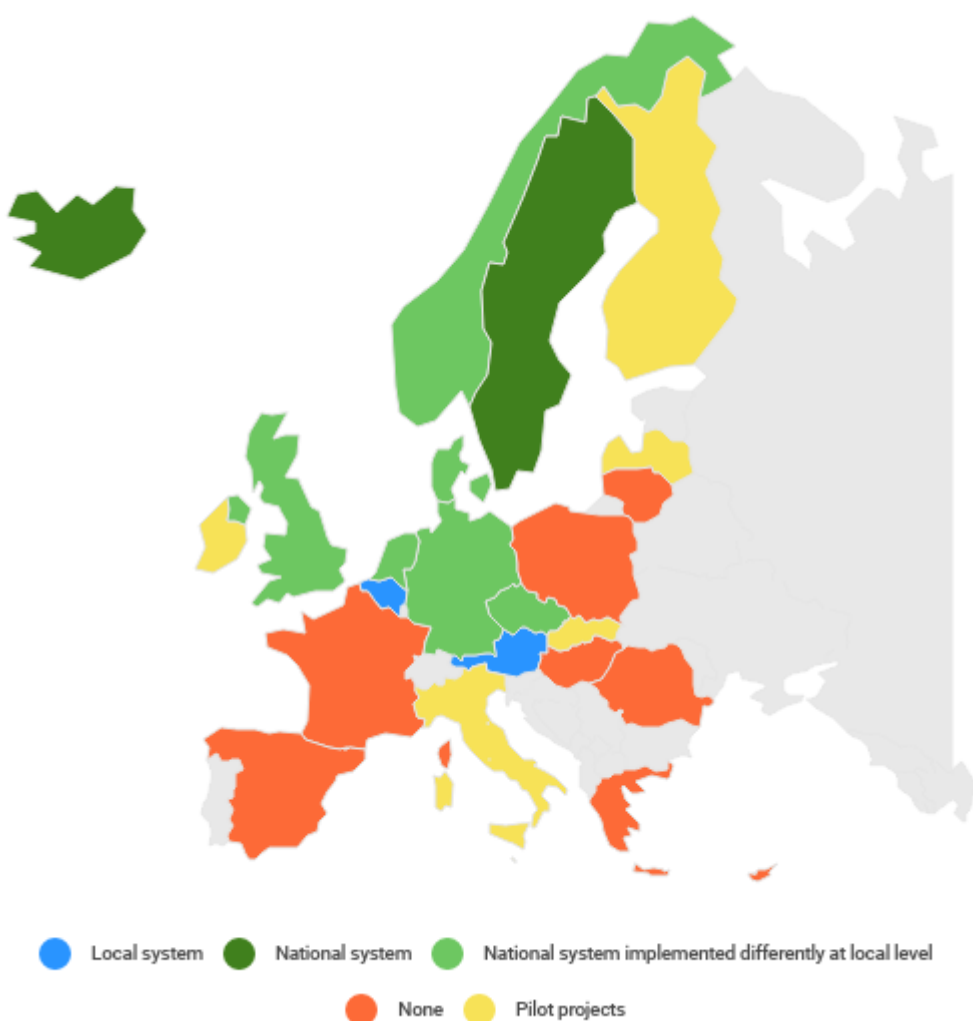 Local system National system National system implemented differently at local level
None Pilot projects